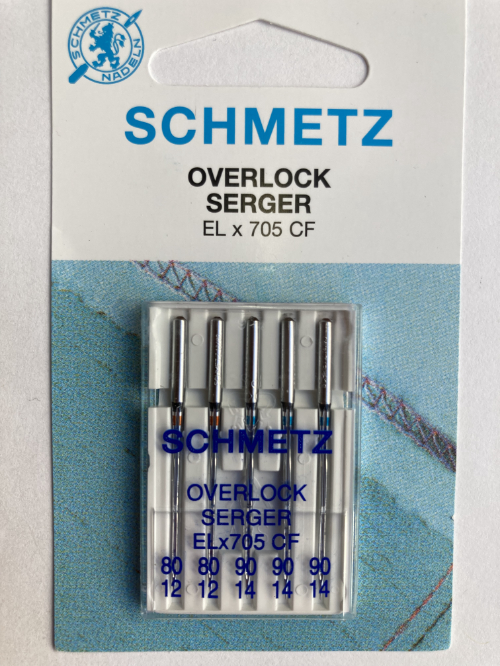 SCHMETZ
NADELN
SCHMETZ
OVERLOCK
SERGER
EL x 705 CF
SCHMETZ
OVERLOCK
SERGER
ELx705 CF
80 80 90 90 90
12 12 14 14 14